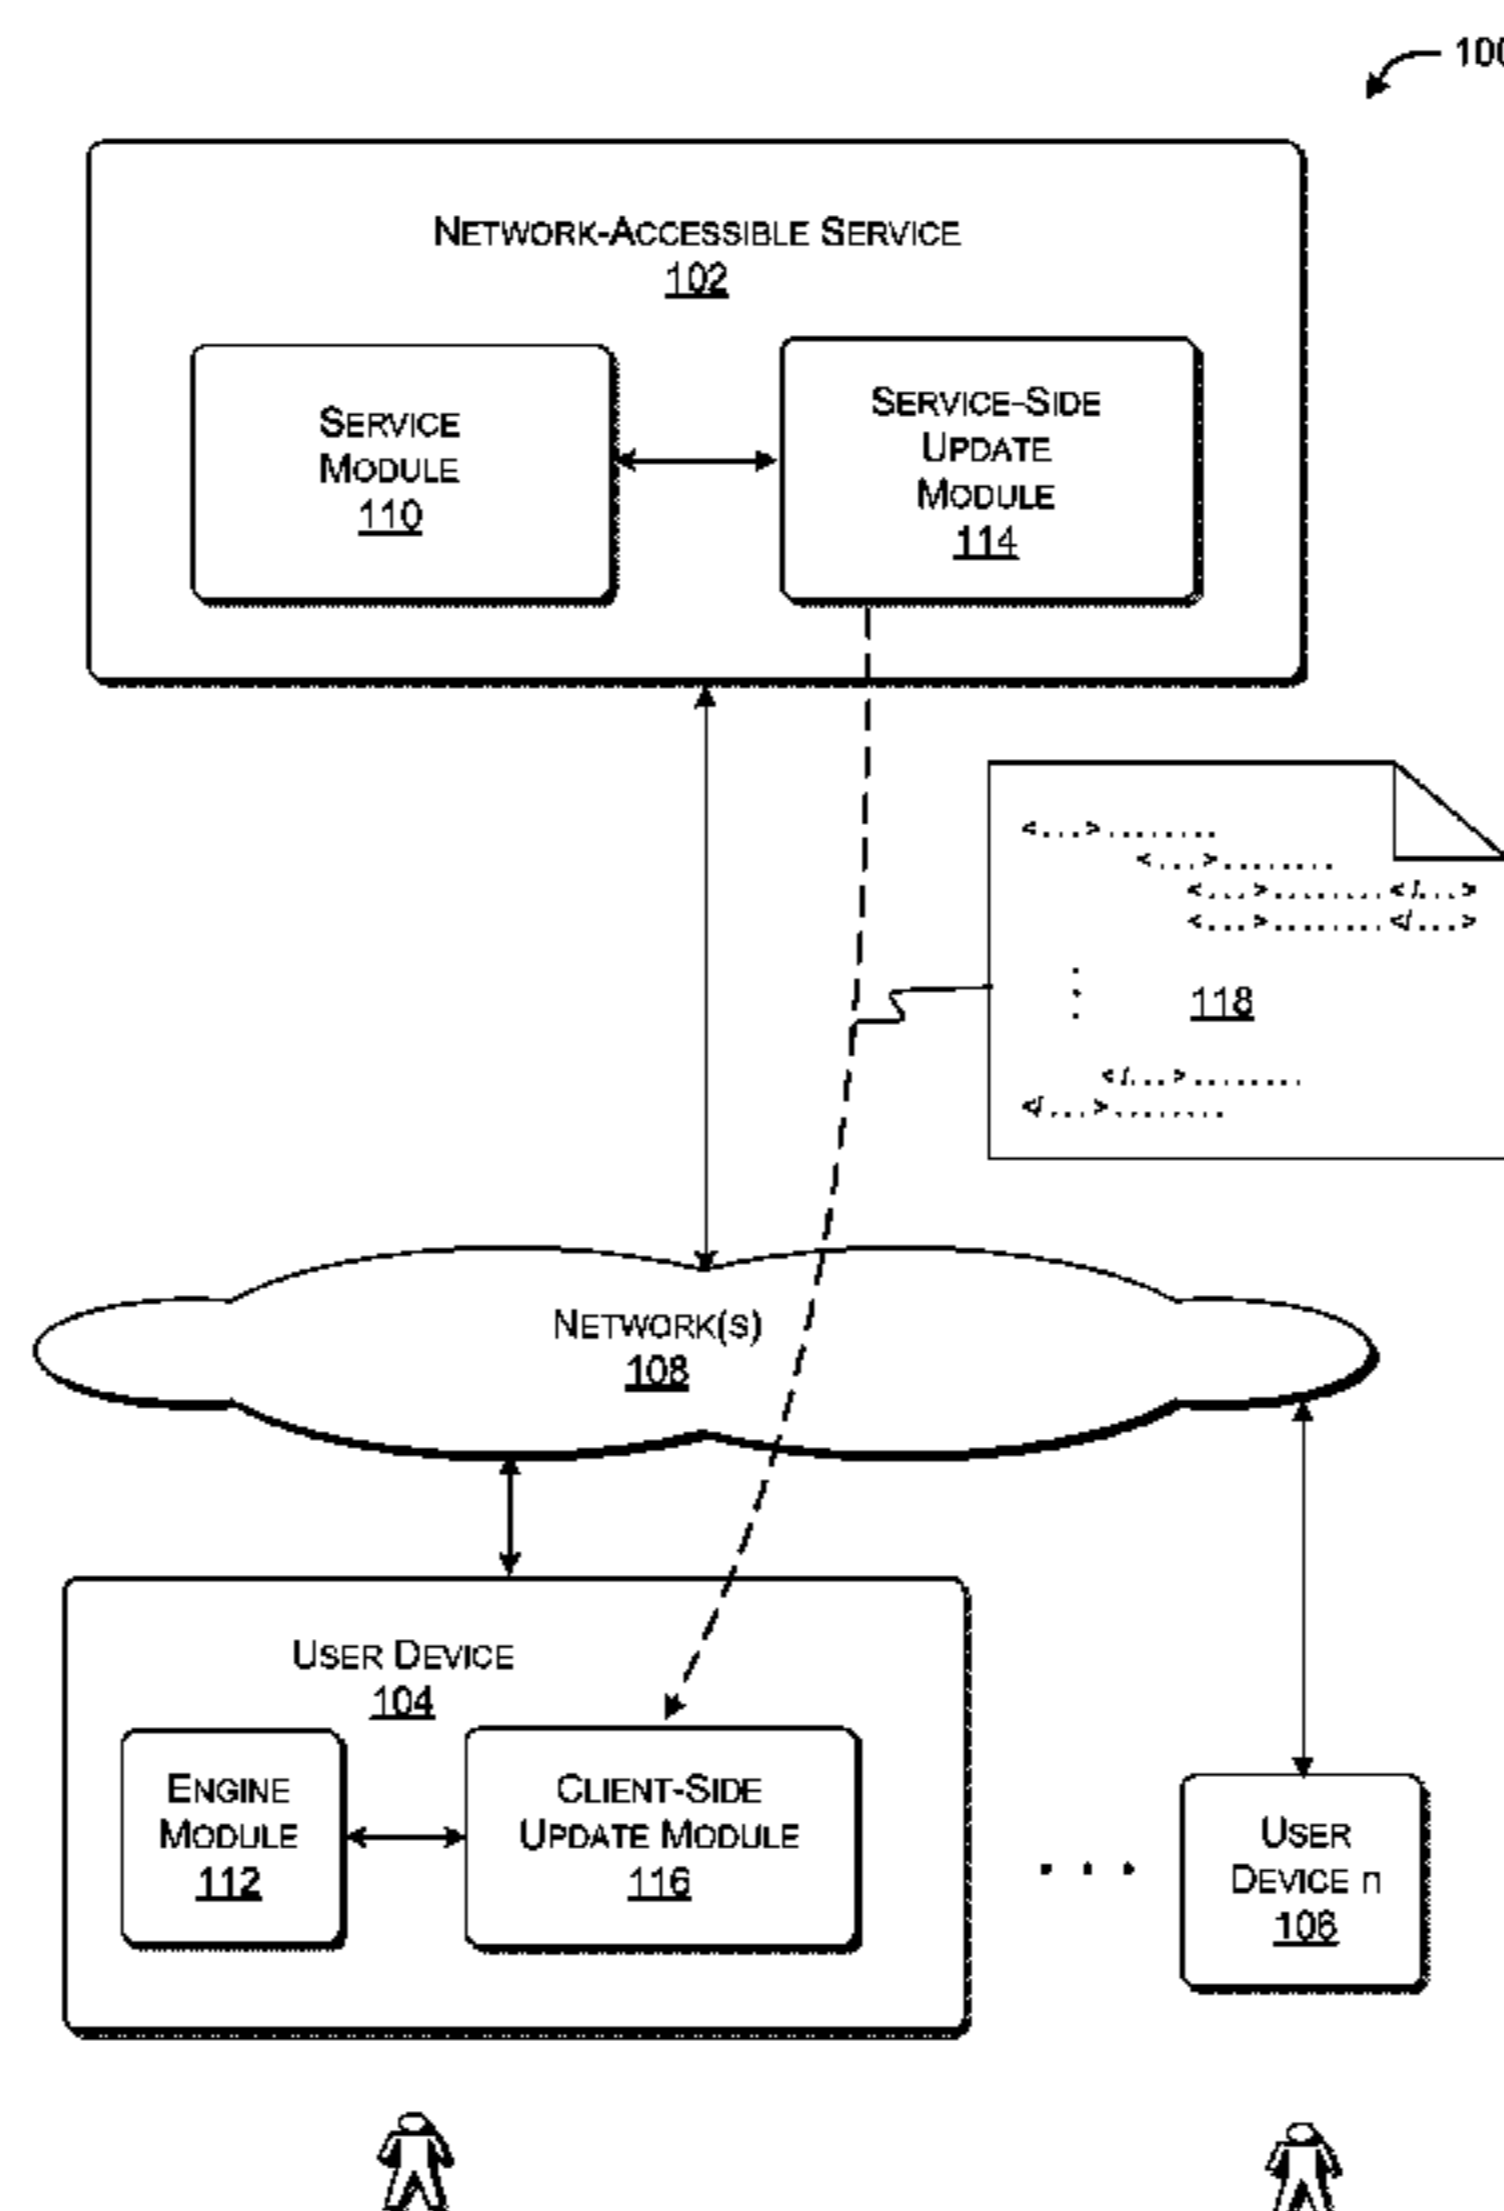 100
NETWORK-ACCESSIBLE SERVICE
102
SERVICE
MODULE
110
SERVICE-SIDE
UPDATE
MODULE
114
<...>........
<...>........
<...>........</...>
<...>........</...>
118
</...>........
</...>........
NETWORK(S)
108
USER DEVICE
104
ENGINE
MODULE
112
CLIENT-SIDE
UPDATE MODULE
116
. . .
USER
DEVICE n
106